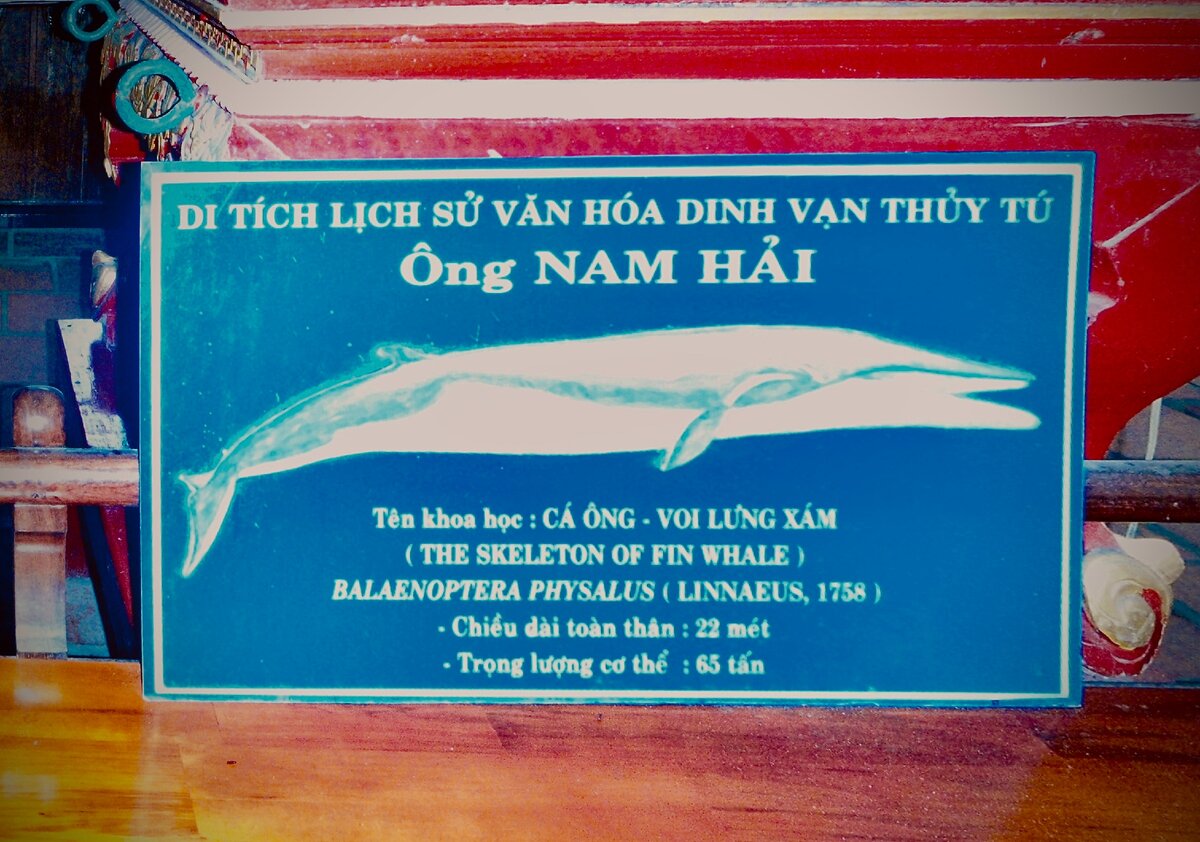 DI TÍCH LỊCH SỬ VĂN HÓA DINH VẠN THỦY TÚ
Ông NAM HẢI
Tên khoa học : CÁ ÔNG - VOI LƯNG XÁM
( THE SKELETON OF FIN WHALE )
BALAENOPTERA PHYSALUS ( LINNAEUS, 1758 )
- Chiều dài toàn thân : 22 mét
- Trọng lượng cơ thể : 65 tấn